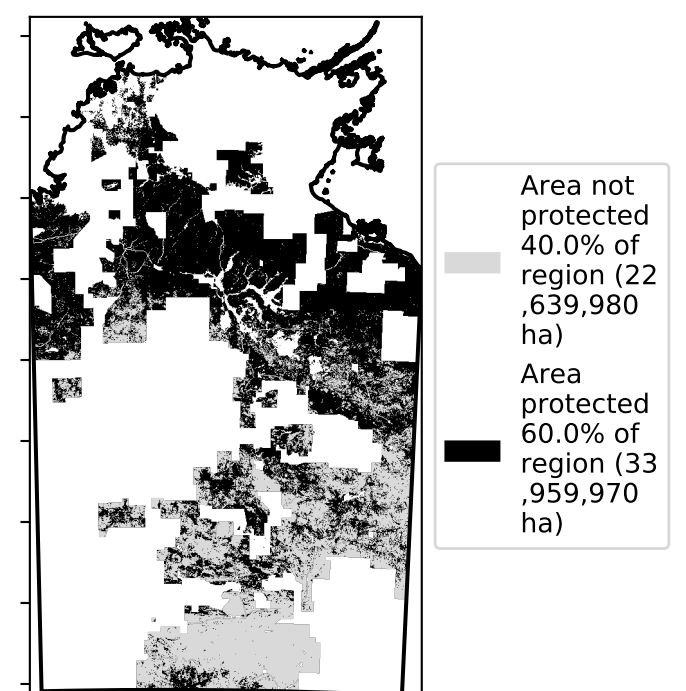 Area not
protected
40.0% of
region (22
,639,980
ha)
Area
protected
60.0% of
region (33
,959,970
ha)